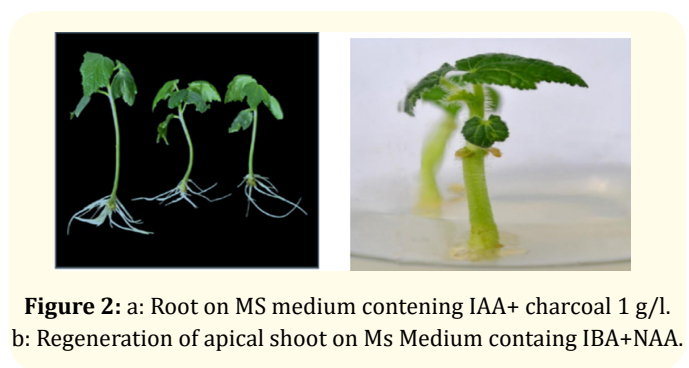 Figure 2: a: Root on MS medium contening IAA+ charcoal 1 g/l.
b: Regeneration of apical shoot on Ms Medium containg IBA+NAA.